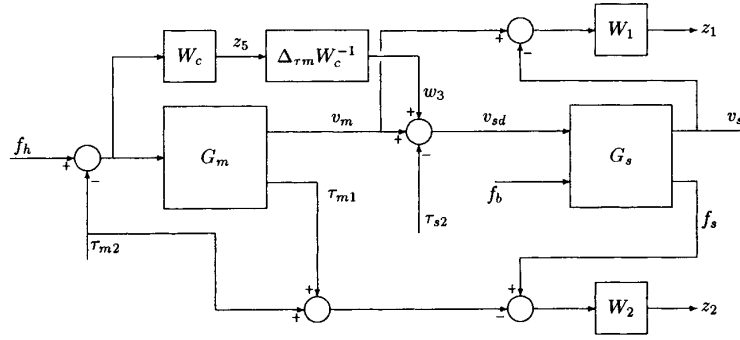 W_c
z_5
Δ_{rm}W_c^{-1}
+
-
W_1
z_1
w_3
f_h
+
-
G_m
v_m
+
+
-
v_{sd}
G_s
v_s
τ_{m1}
τ_{s2}
f_b
f_s
τ_{m2}
+
+
+
-
W_2
z_2